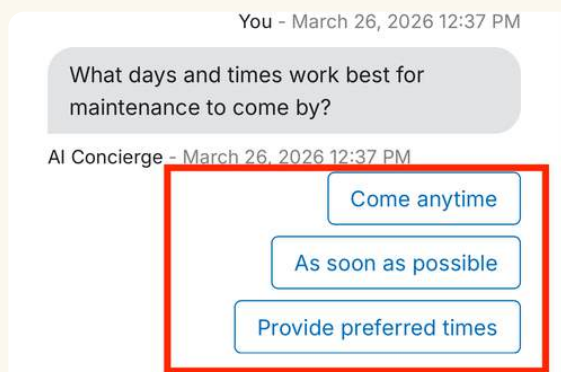 You - March 26, 2026 12:37 PM
What days and times work best for
maintenance to come by?
AI Concierge - March 26, 2026 12:37 PM
Come anytime
As soon as possible
Provide preferred times